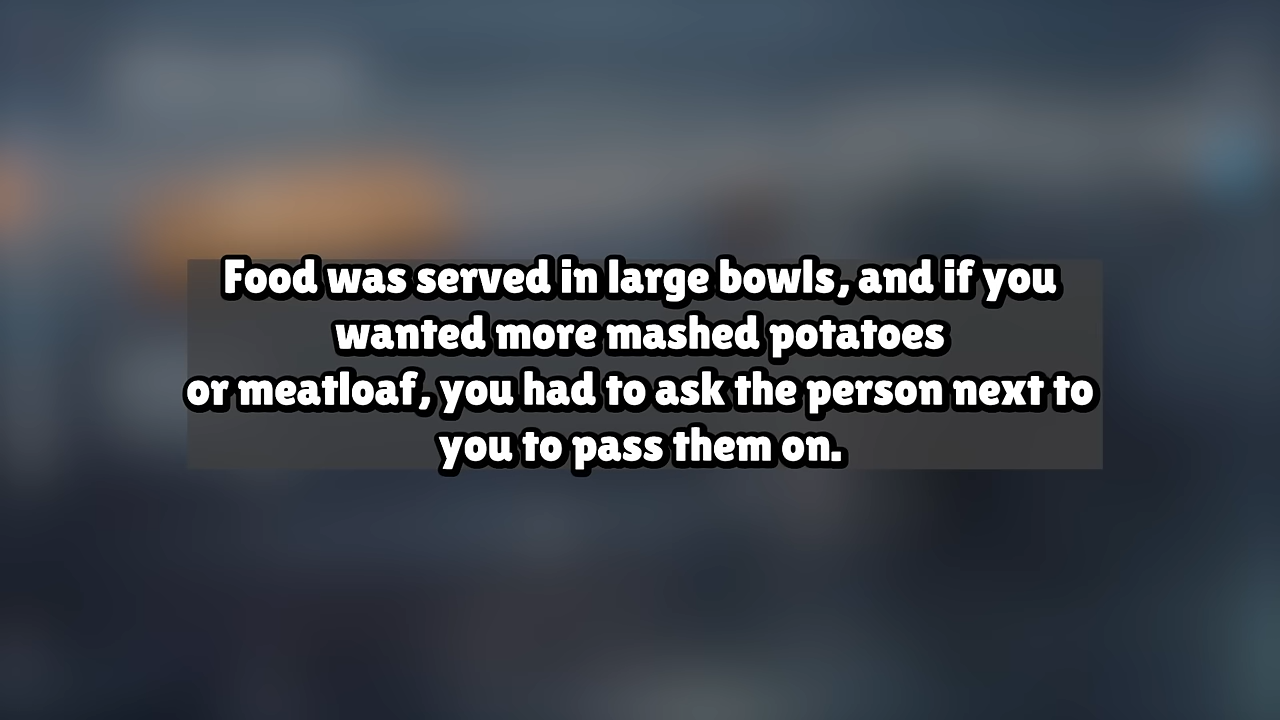 Food was served in large bowls, and if you
wanted more mashed potatoes
or meatloaf, you had to ask the person next to
you to pass them on.